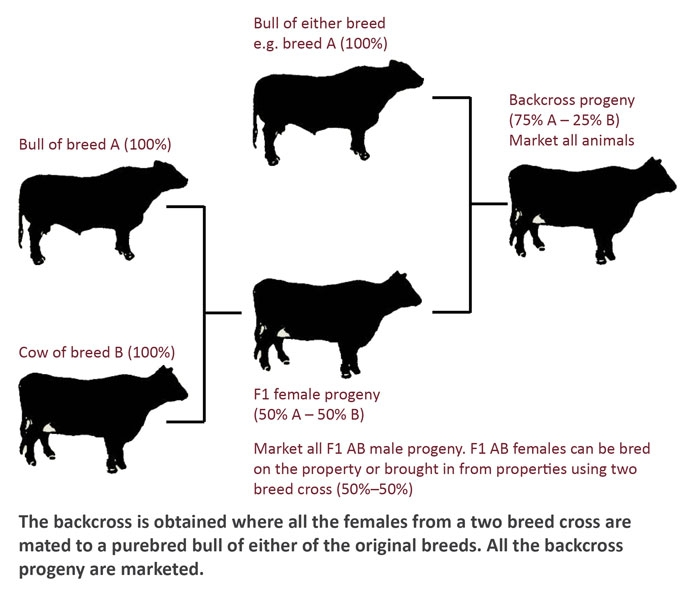 Bull of either breed
e.g. breed A (100%)
Backcross progeny
(75% A – 25% B)
Market all animals
Bull of breed A (100%)
Cow of breed B (100%)
F1 female progeny
(50% A – 50% B)
Market all F1 AB male progeny. F1 AB females can be bred
on the property or brought in from properties using two
breed cross (50%–50%)
The backcross is obtained where all the females from a two breed cross are
mated to a purebred bull of either of the original breeds. All the backcross
progeny are marketed.